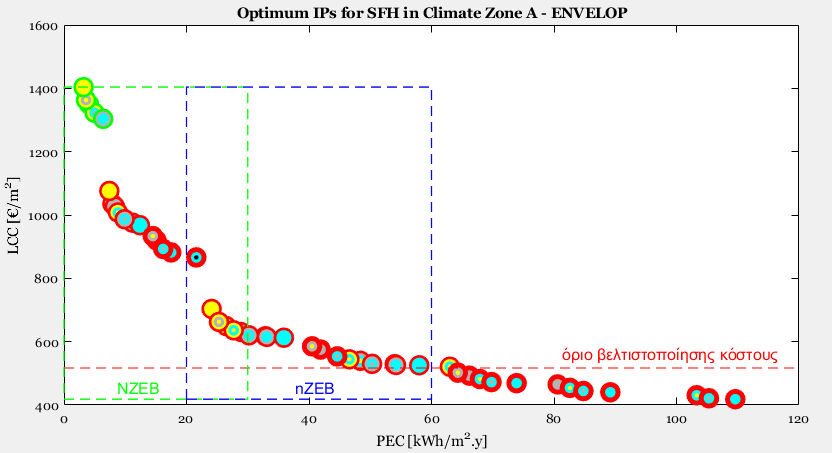 Optimum IPs for SFH in Climate Zone A - ENVELOP
1600
1400
1200
1000
800
600
400
LCC [€/m²]
όριο βελτιστοποίησης κόστους
NZEB
nZEB
0
20
40
60
80
100
120
PEC [kWh/m².y]